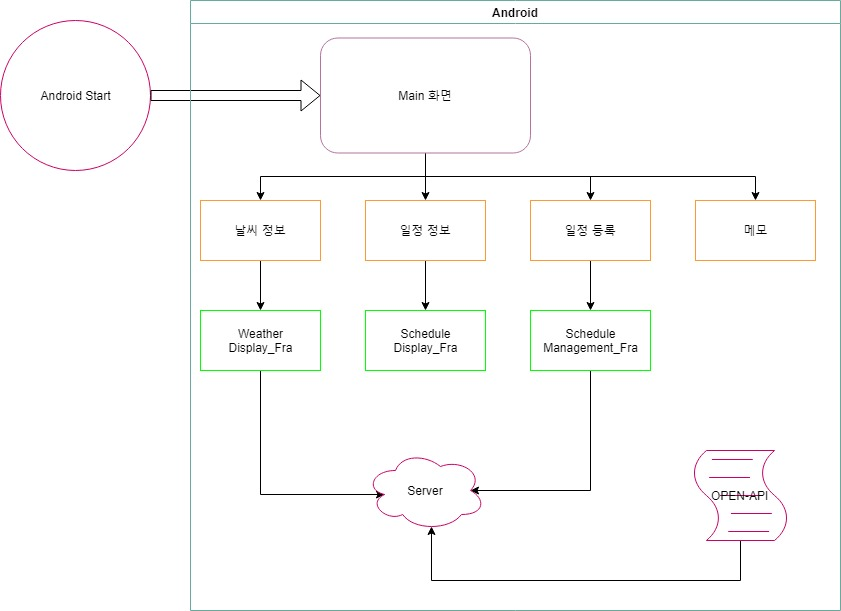 Android
Android Start
Main 화면
날씨 정보
일정 정보
일정 등록
메모
Weather
Display_Fra
Schedule
Display_Fra
Schedule
Management_Fra
Server
OPEN-API